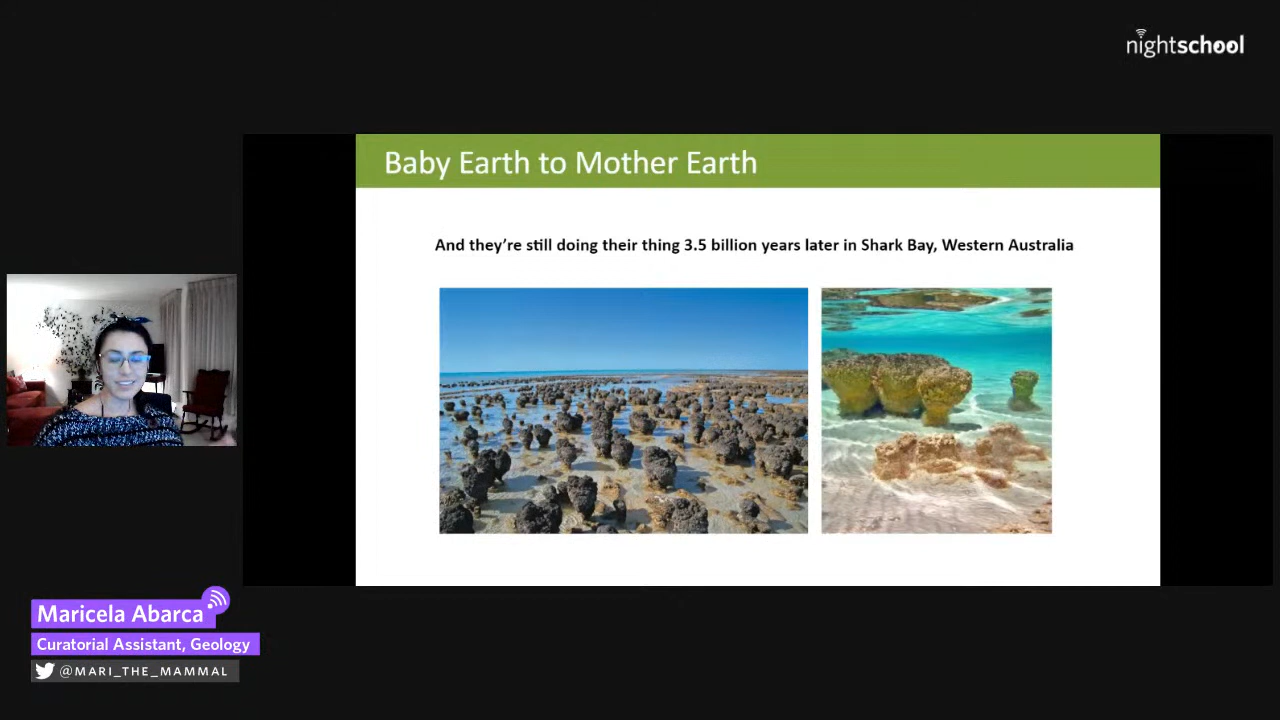 nightschool
Baby Earth to Mother Earth
And they're still doing their thing 3.5 billion years later in Shark Bay, Western Australia
Maricela Abarca
Curatorial Assistant, Geology
@MARI_THE_MAMMAL